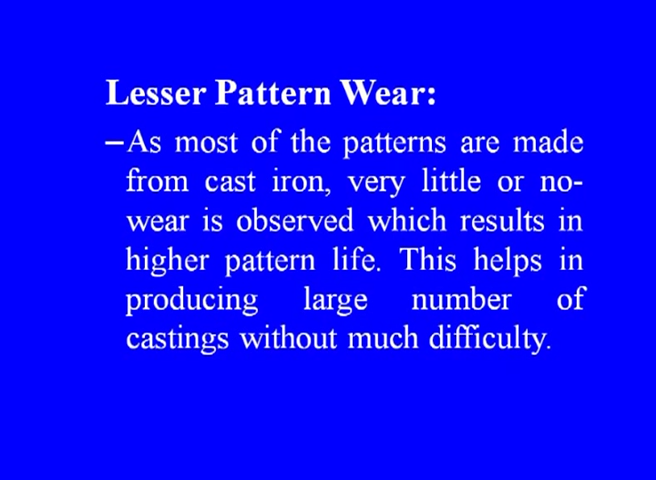 Lesser Pattern Wear:
–As most of the patterns are made
from cast iron, very little or no-
wear is observed which results in
higher pattern life. This helps in
producing large number of
castings without much difficulty.